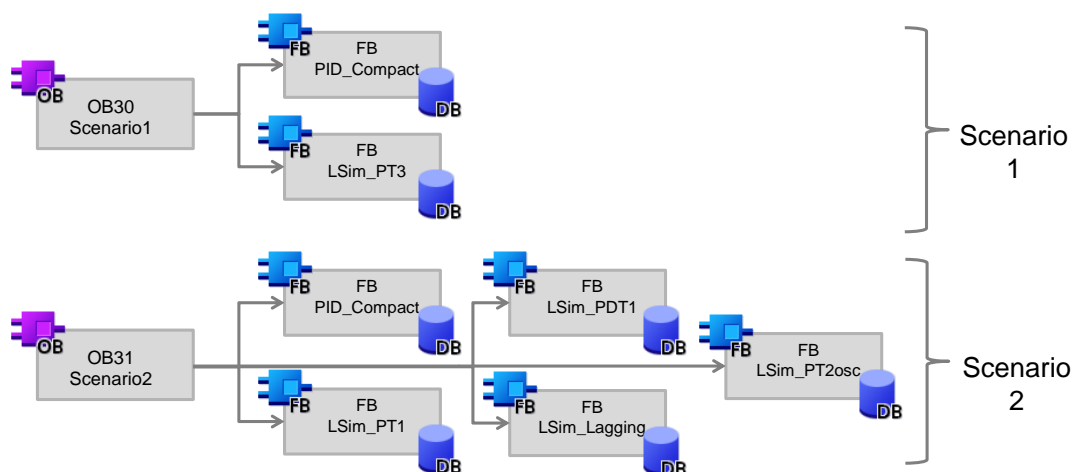 FB
FB
PID_Compact
DB
OB
OB30
Scenario1
FB
FB
LSim_PT3
DB
Scenario
1
FB
FB
PID_Compact
DB
FB
FB
LSim_PDT1
DB
OB
OB31
Scenario2
FB
FB
LSim_PT2osc
DB
FB
FB
LSim_PT1
DB
FB
FB
LSim_Lagging
DB
Scenario
2